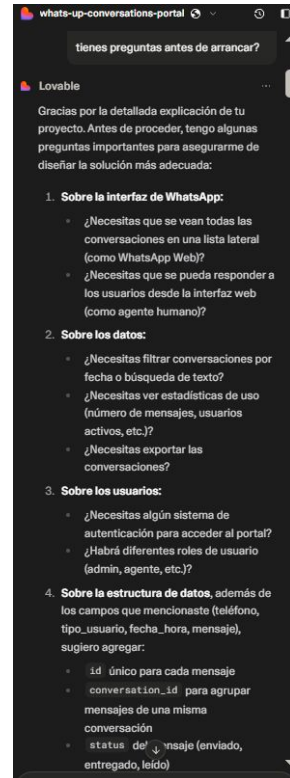 whats-up-conversations-portal
tienes preguntas antes de arrancar?
Lovable
Gracias por la detallada explicación de tu
proyecto. Antes de proceder, tengo algunas
preguntas importantes para asegurarme de
diseñar la solución más adecuada:
1. Sobre la interfaz de WhatsApp:
¿Necesitas que se vean todas las
conversaciones en una lista lateral
(como WhatsApp Web)?
¿Necesitas que se pueda responder a
los usuarios desde la interfaz web
(como agente humano)?
2. Sobre los datos:
¿Necesitas filtrar conversaciones por
fecha o búsqueda de texto?
¿Necesitas ver estadísticas de uso
(número de mensajes, usuarios
activos, etc.)?
¿Necesitas exportar las
conversaciones?
3. Sobre los usuarios:
¿Necesitas algún sistema de
autenticación para acceder al portal?
¿Habrá diferentes roles de usuario
(admin, agente, etc.)?
4. Sobre la estructura de datos, además de
los campos que mencionaste (teléfono,
tipo_usuario, fecha_hora, mensaje),
sugiero agregar:
id único para cada mensaje
conversation_id para agrupar
mensajes de una misma
conversación
status (enviado,
entregado, leído)